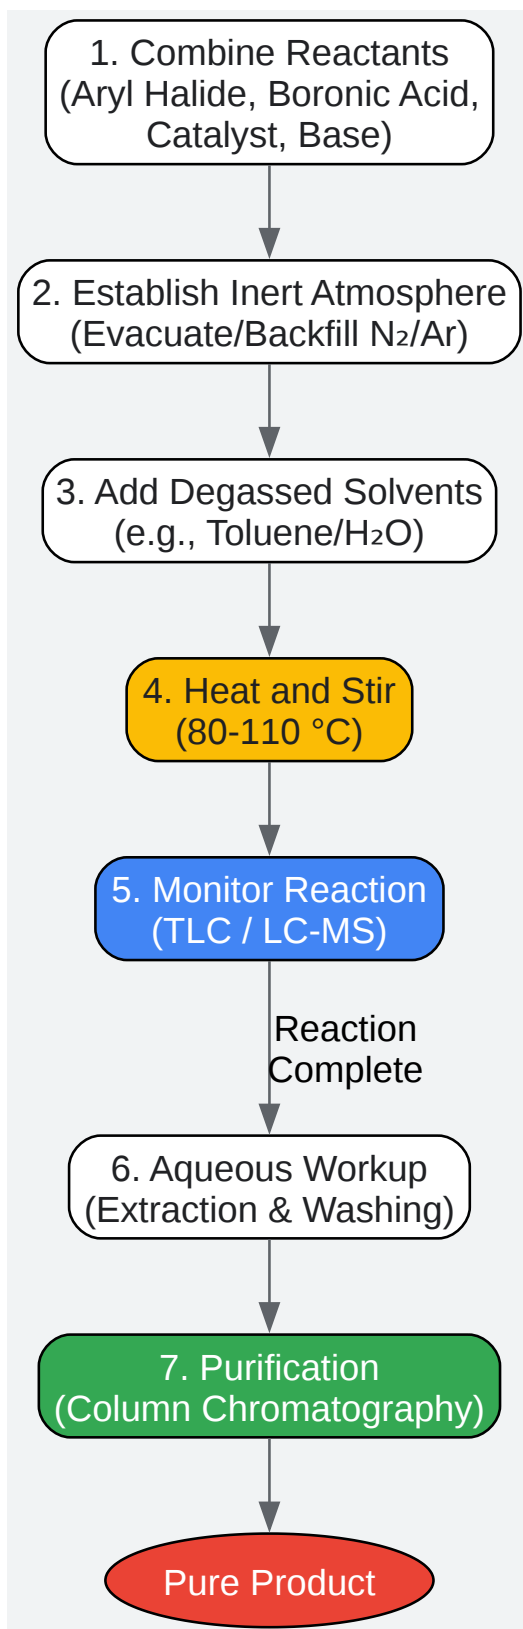 1. Combine Reactants
(Aryl Halide, Boronic Acid,
Catalyst, Base)
2. Establish Inert Atmosphere
(Evacuate/Backfill N₂/Ar)
3. Add Degassed Solvents
(e.g., Toluene/H₂O)
4. Heat and Stir
(80-110 °C)
5. Monitor Reaction
(TLC / LC-MS)
Reaction
Complete
6. Aqueous Workup
(Extraction & Washing)
7. Purification
(Column Chromatography)
Pure Product